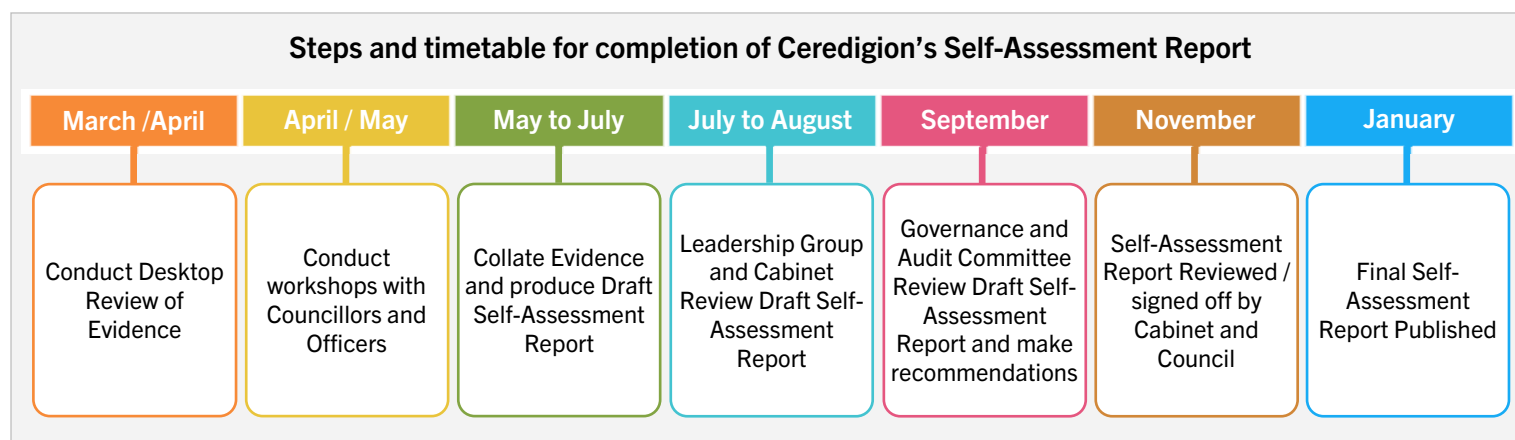 Steps and timetable for completion of Ceredigion's Self-Assessment Report
March /April
Conduct Desktop
Review of
Evidence
April / May
Conduct
workshops with
Councillors and
Officers
May to July
Collate Evidence
and produce Draft
Self-Assessment
Report
July to August
Leadership Group
and Cabinet
Review Draft Self-
Assessment
Report
September
Governance and
Audit Committee
Review Draft Self-
Assessment
Report and make
recommendations
November
Self-Assessment
Report Reviewed /
signed off by
Cabinet and
Council
January
Final Self-
Assessment
Report Published